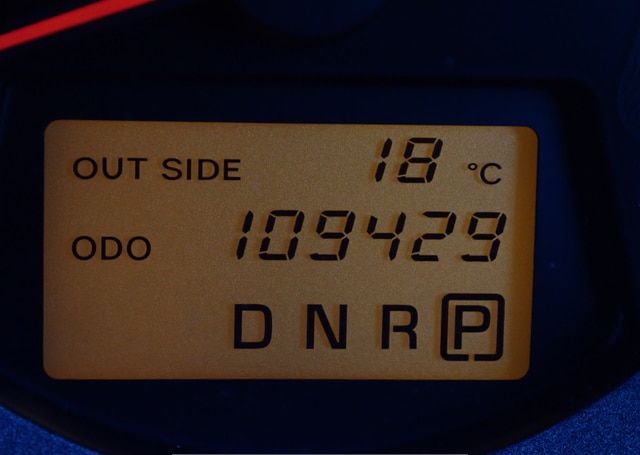 OUT SIDE 18 °C
ODO 109429
D N R P